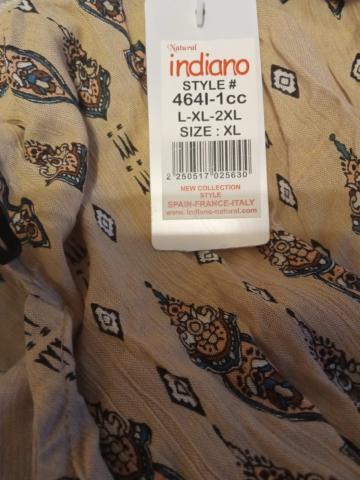 Natural
indiano
STYLE #
464I-1cc
L-XL-2XL
SIZE : XL
2 250517 025630
NEW COLLECTION
STYLE
SPAIN-FRANCE-ITALY
www.indiano-natural.com